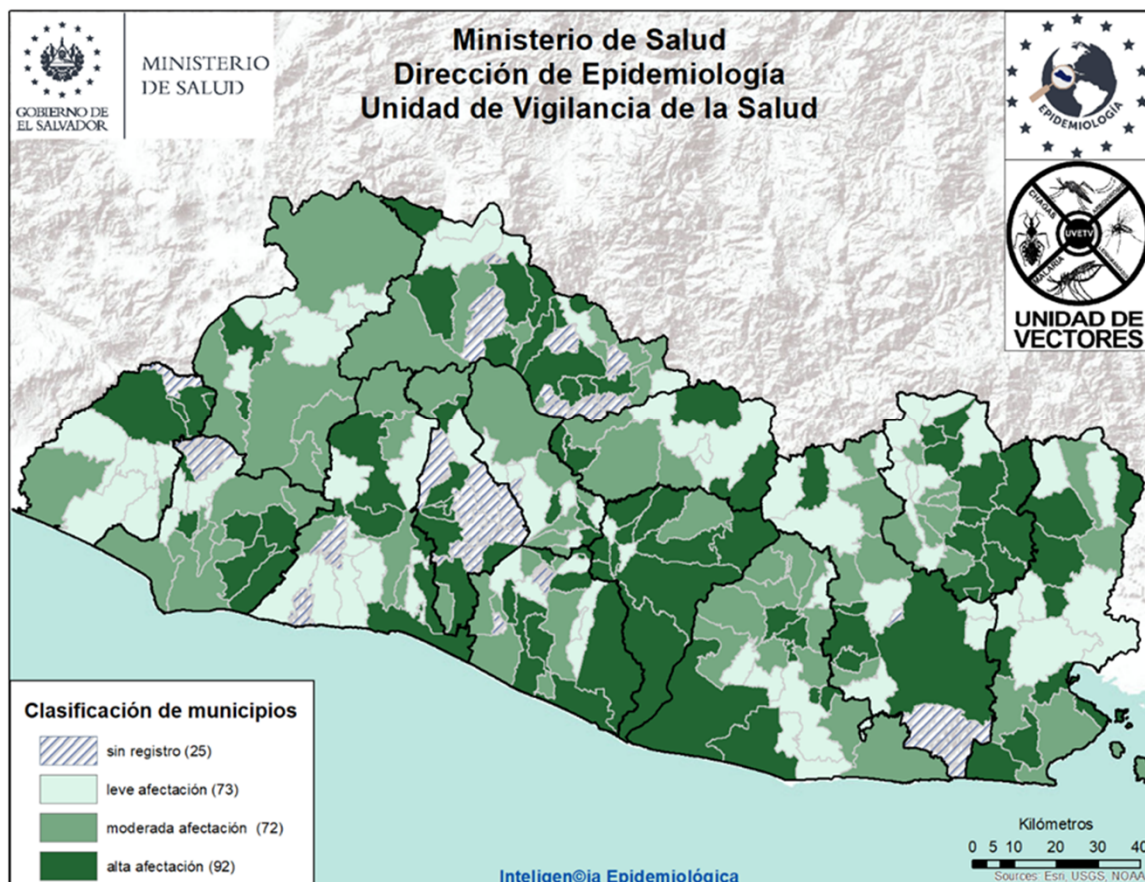 GOBIERNO DE
EL SALVADOR
MINISTERIO
DE SALUD
Ministerio de Salud
Dirección de Epidemiología
Unidad de Vigilancia de la Salud
EPIDEMIOLOGÍA
CHAGAS
UVETV
MALARIA
UNIDAD DE
VECTORES
Clasificación de municipios
sin registro (25)
leve afectación (73)
moderada afectación (72)
alta afectación (92)
Kilómetros
0 5 10 20 30 40
Sources: Esri, USGS, NOAA
Inteligen©ia Epidemiológica